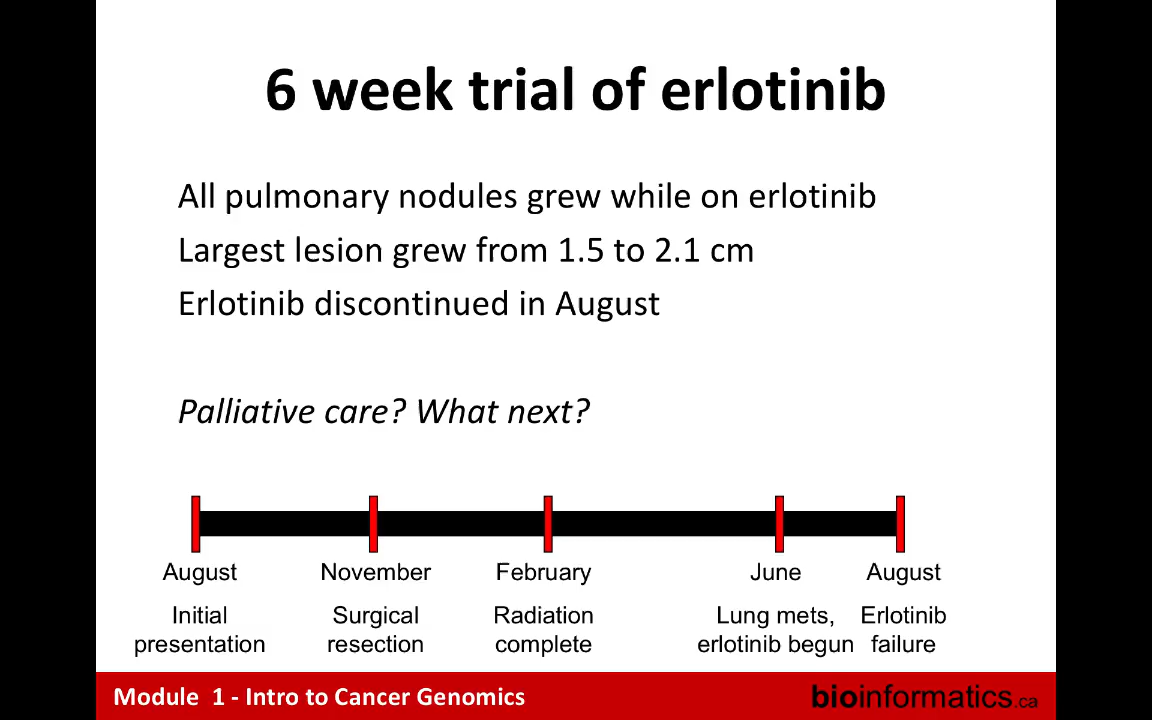 6 week trial of erlotinib
All pulmonary nodules grew while on erlotinib
Largest lesion grew from 1.5 to 2.1 cm
Erlotinib discontinued in August
Palliative care? What next?
August
Initial
presentation
November
Surgical
resection
February
Radiation
complete
June
Lung mets,
erlotinib begun
August
Erlotinib
failure
Module 1 - Intro to Cancer Genomics
bioinformatics.ca